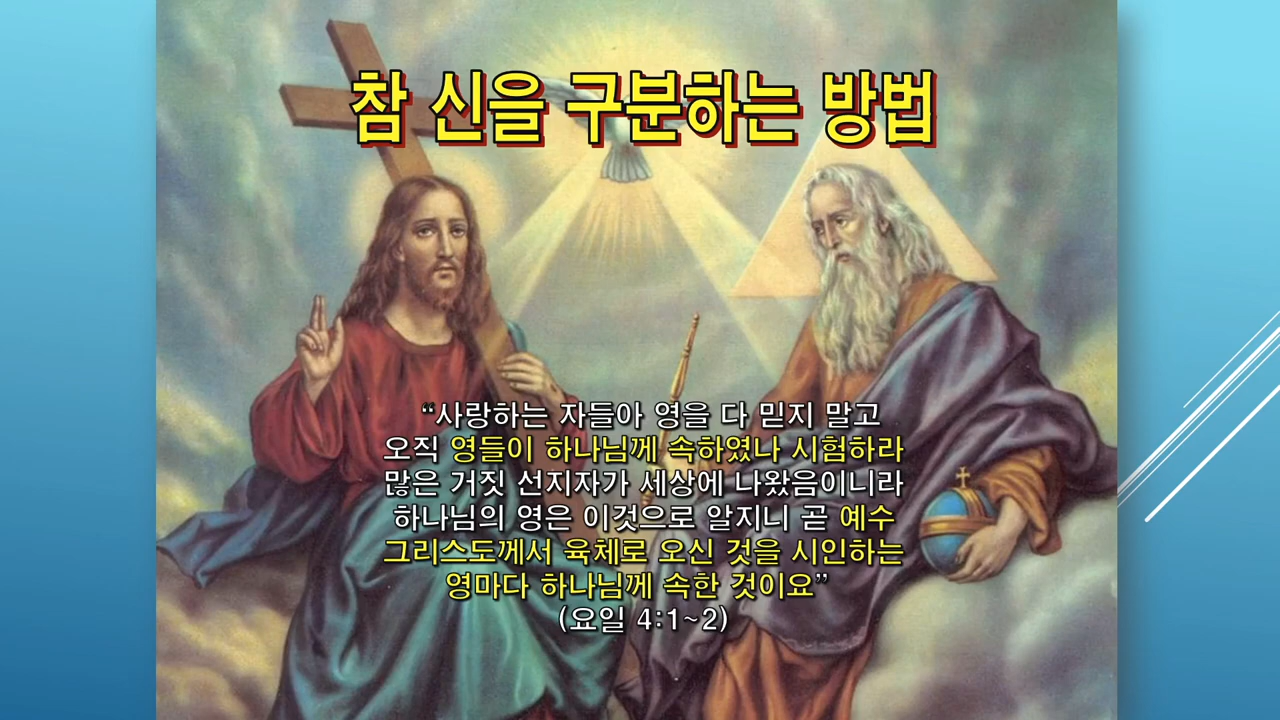 참 신을 구분하는 방법
“사랑하는 자들아 영을 다 믿지 말고
오직 영들이 하나님께 속하였나 시험하라
많은 거짓 선지자가 세상에 나왔음이니라
하나님의 영은 이것으로 알지니 곧 예수
그리스도께서 육체로 오신 것을 시인하는
영마다 하나님께 속한 것이요”
(요일 4:1~2)